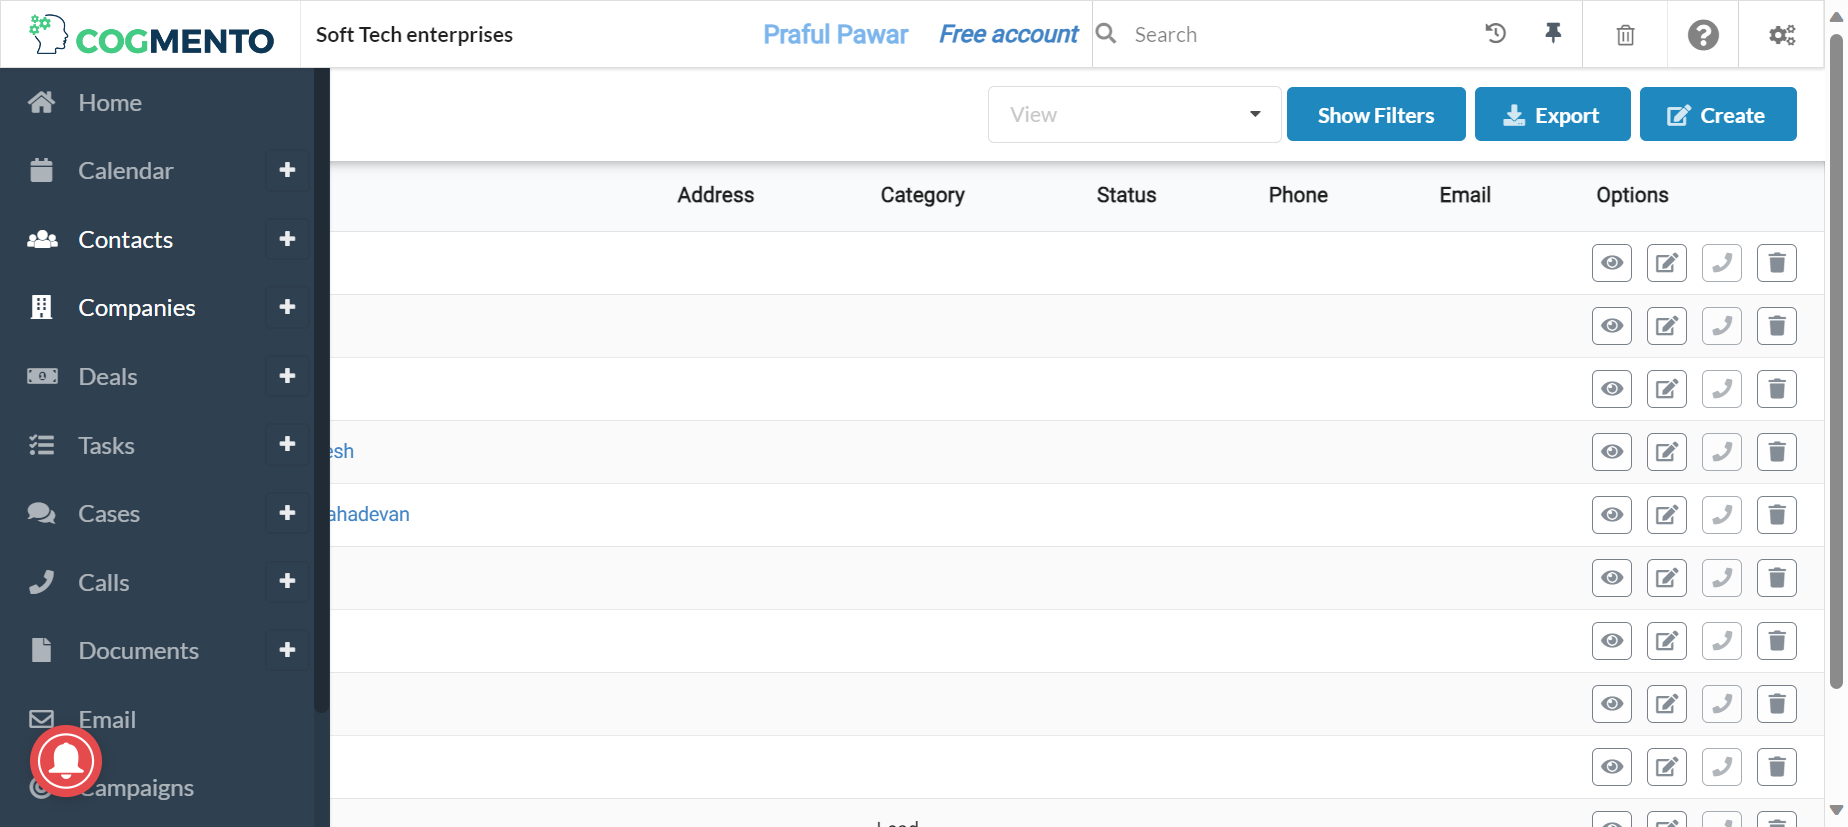 COGMENTO
Soft Tech enterprises
Praful Pawar
Free account
Search
Home
Calendar
Contacts
Companies
Deals
Tasks
Cases
Calls
Documents
Email
Campaigns
View
Show Filters
Export
Create
Address
Category
Status
Phone
Email
Options
esh
ahadevan
Lead